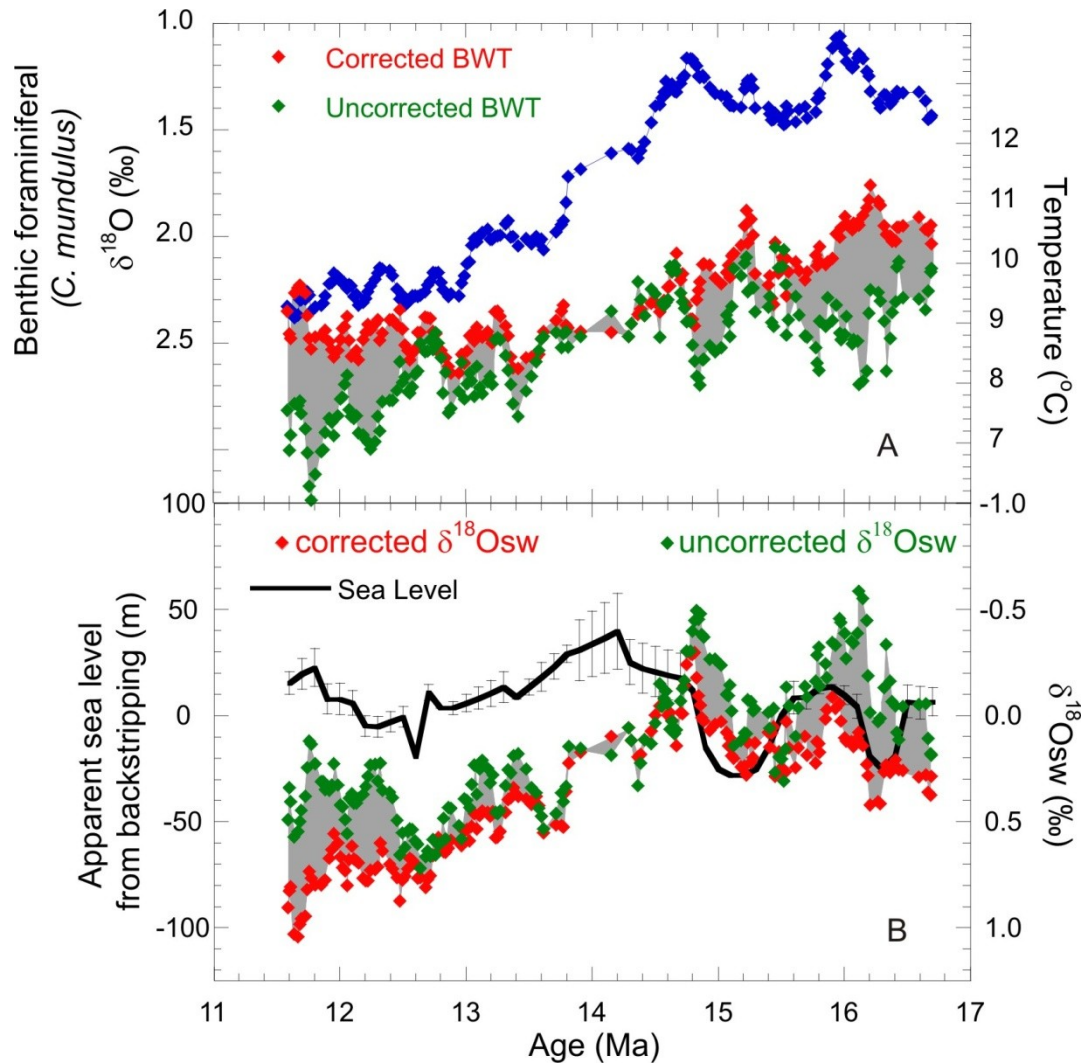 Benthic foraminiferal
(C. mundulus)
δ18O (‰)
1.0
1.5
2.0
2.5
Corrected BWT
Uncorrected BWT
12
11
10
9
8
7
Temperature (°C)
A
Apparent sea level
from backstripping (m)
100
50
0
-50
-100
corrected δ18Osw
uncorrected δ18Osw
Sea Level
-1.0
-0.5
0.0
0.5
1.0
δ18Osw (‰)
B
11
12
13
14
15
16
17
Age (Ma)